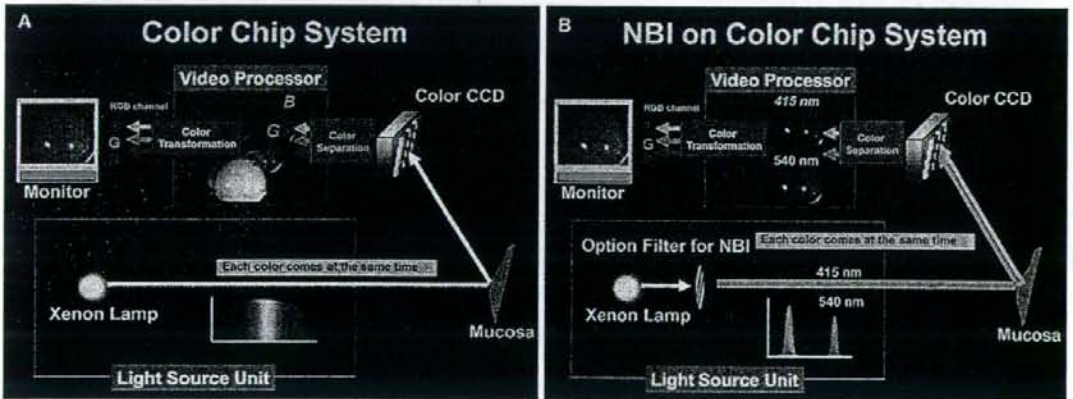 A
Color Chip System
Video Processor
Color CCD
B
RGB channel
G
Color
Transformation
G
Color
Separation
Monitor
Each color comes at the same time
Xenon Lamp
Mucosa
Light Source Unit
B
NBI on Color Chip System
Video Processor
Color CCD
415 nm
RGB channel
G
Color
Transformation
Color
Separation
540 nm
Monitor
Option Filter for NBI
Each color comes at the same time
415 nm
540 nm
Xenon Lamp
Mucosa
Light Source Unit